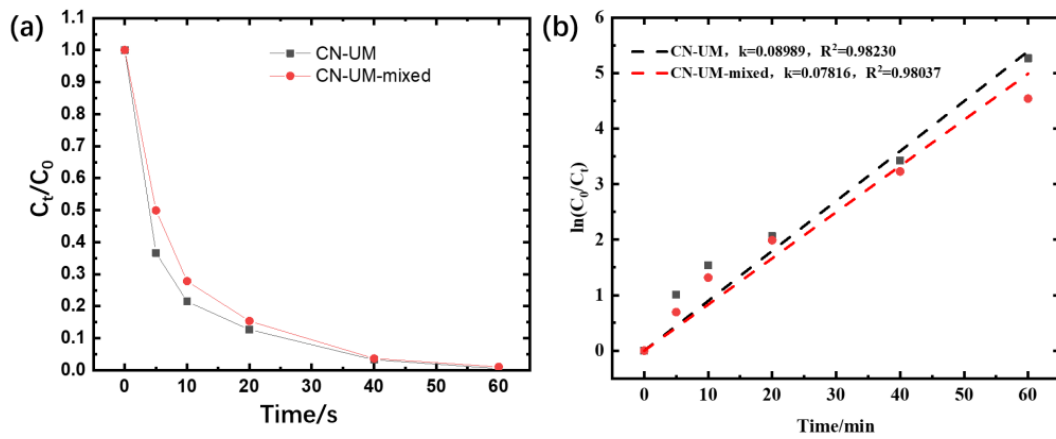 (a)
1.1
1.0
0.9
0.8
0.7
0.6
0.5
0.4
0.3
0.2
0.1
0.0
Cₜ/C₀
CN-UM
CN-UM-mixed
0 10 20 30 40 50 60
Time/s
(b)
6
5
4
3
2
1
0
ln(C₀/Cₜ)
CN-UM, k=0.08989, R²=0.98230
CN-UM-mixed, k=0.07816, R²=0.98037
0 10 20 30 40 50 60
Time/min